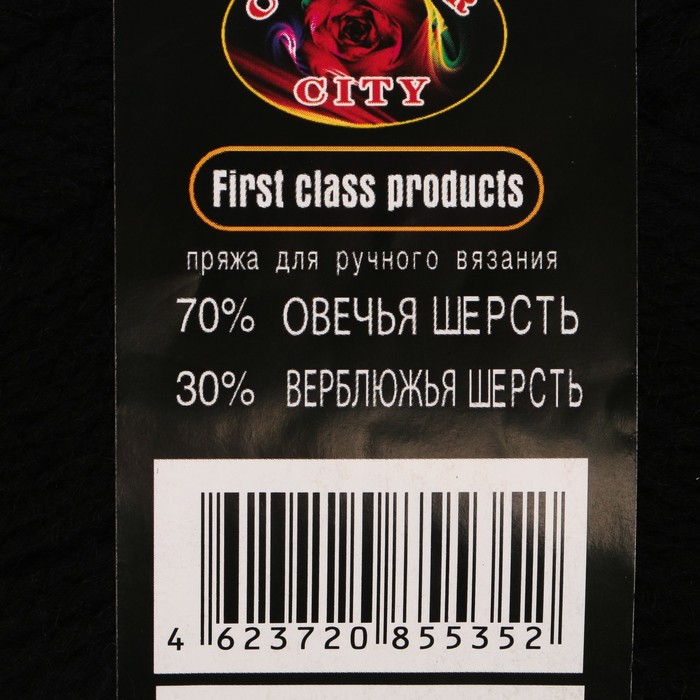 CITY
First class products
пряжа для ручного вязания
70% ОВЕЧЬЯ ШЕРСТЬ
30% ВЕРБЛЮЖЬЯ ШЕРСТЬ
4 623720 855352